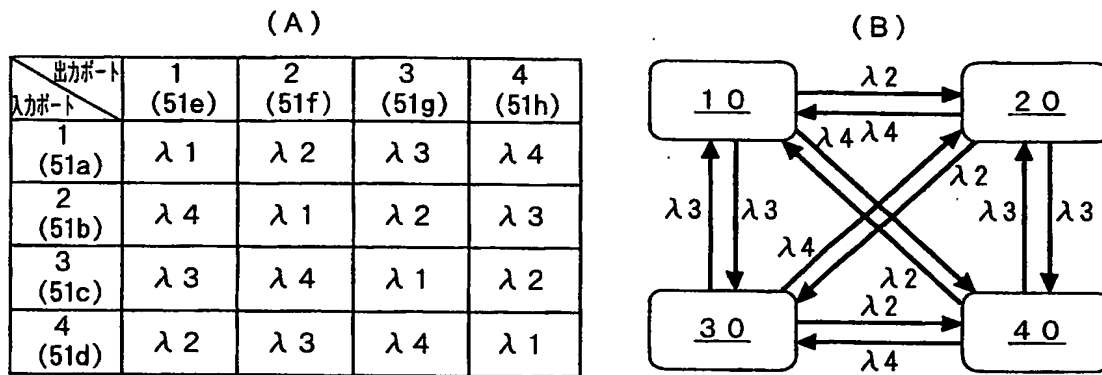 (A)
出力ポート
入力ポート
1
(51e)
2
(51f)
3
(51g)
4
(51h)
1
(51a)
λ1
λ2
λ3
λ4
2
(51b)
λ4
λ1
λ2
λ3
3
(51c)
λ3
λ4
λ1
λ2
4
(51d)
λ2
λ3
λ4
λ1
(B)
10
λ2
20
λ4
λ4
λ2
λ3
λ3
λ3
λ3
λ4
λ2
30
λ2
40
λ4